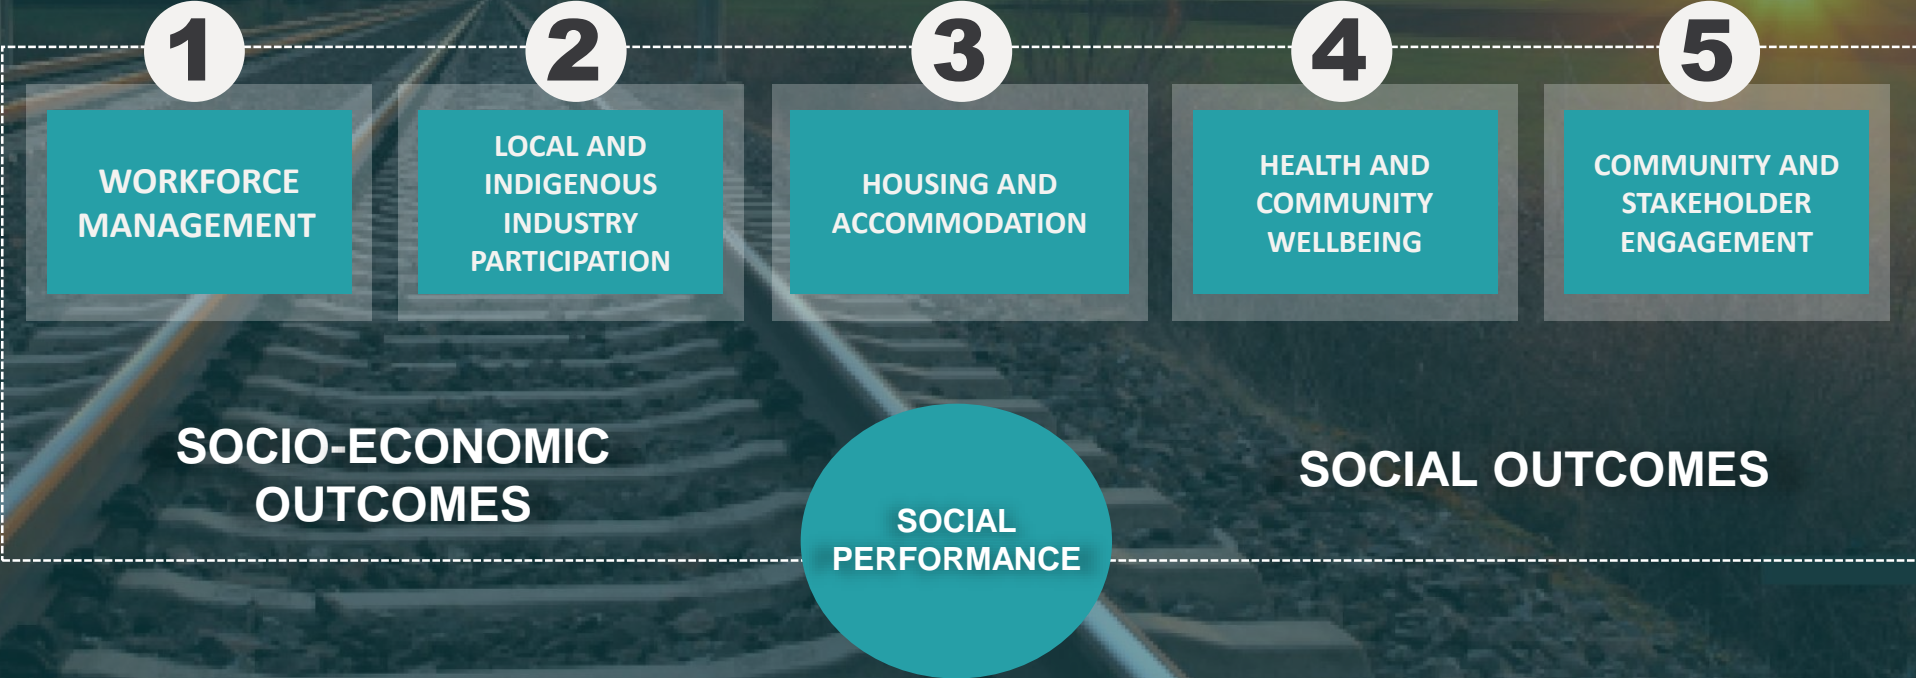 1
WORKFORCE
MANAGEMENT
2
LOCAL AND
INDIGENOUS
INDUSTRY
PARTICIPATION
3
HOUSING AND
ACCOMMODATION
4
HEALTH AND
COMMUNITY
WELLBEING
5
COMMUNITY AND
STAKEHOLDER
ENGAGEMENT
SOCIO-ECONOMIC
OUTCOMES
SOCIAL
PERFORMANCE
SOCIAL OUTCOMES